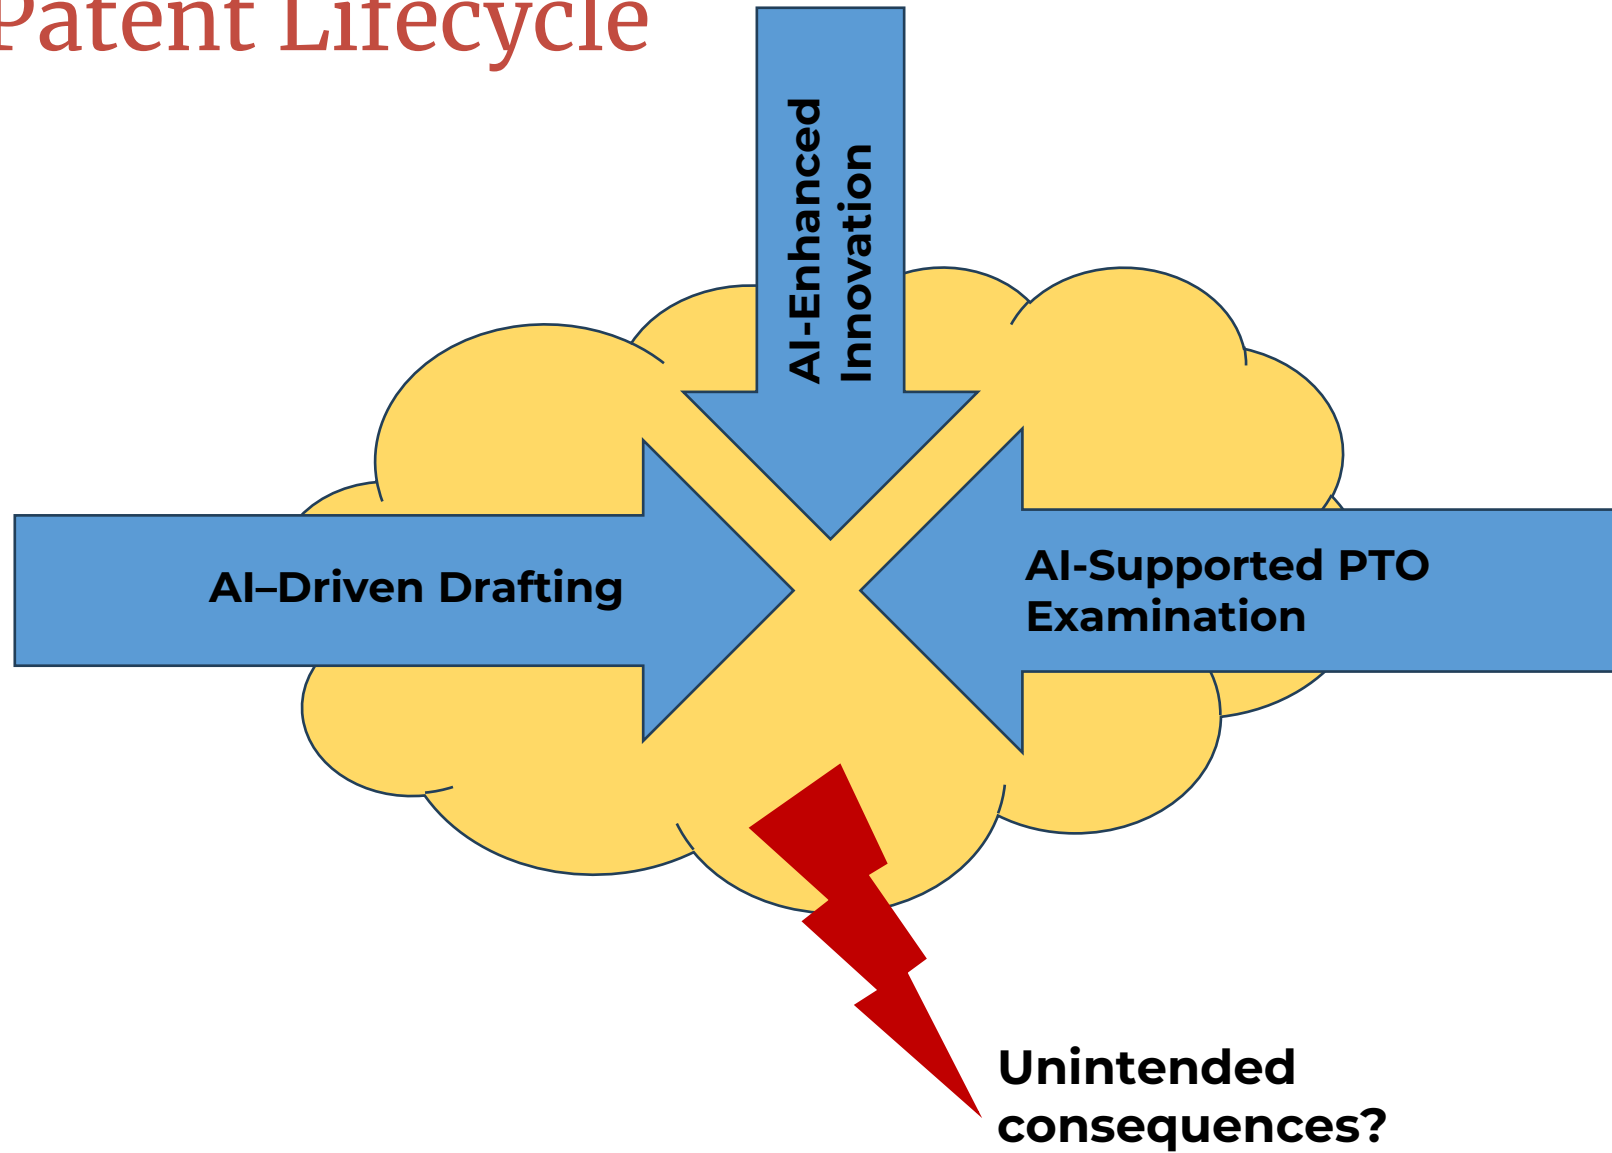 Patent Lifecycle
AI-Enhanced
Innovation
AI–Driven Drafting
AI-Supported PTO
Examination
Unintended
consequences?